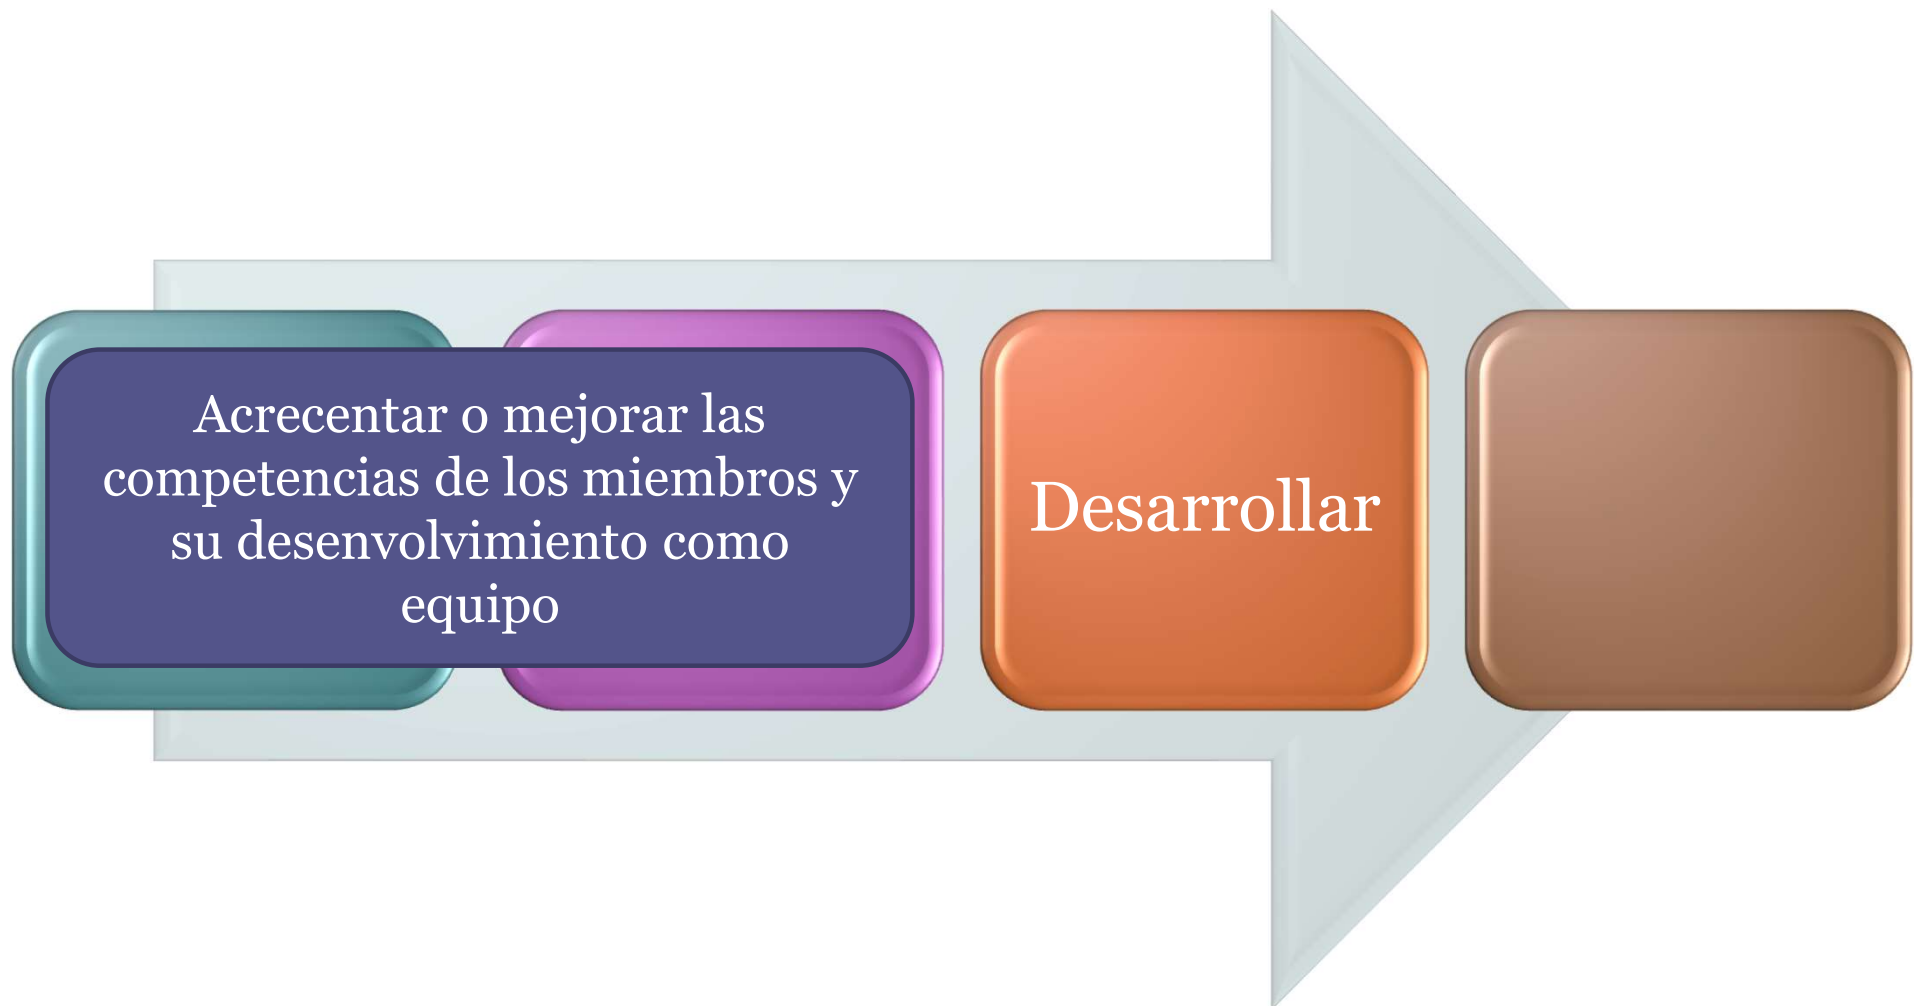 Acrecentar o mejorar las
competencias de los miembros y
su desenvolvimiento como
equipo
Desarrollar